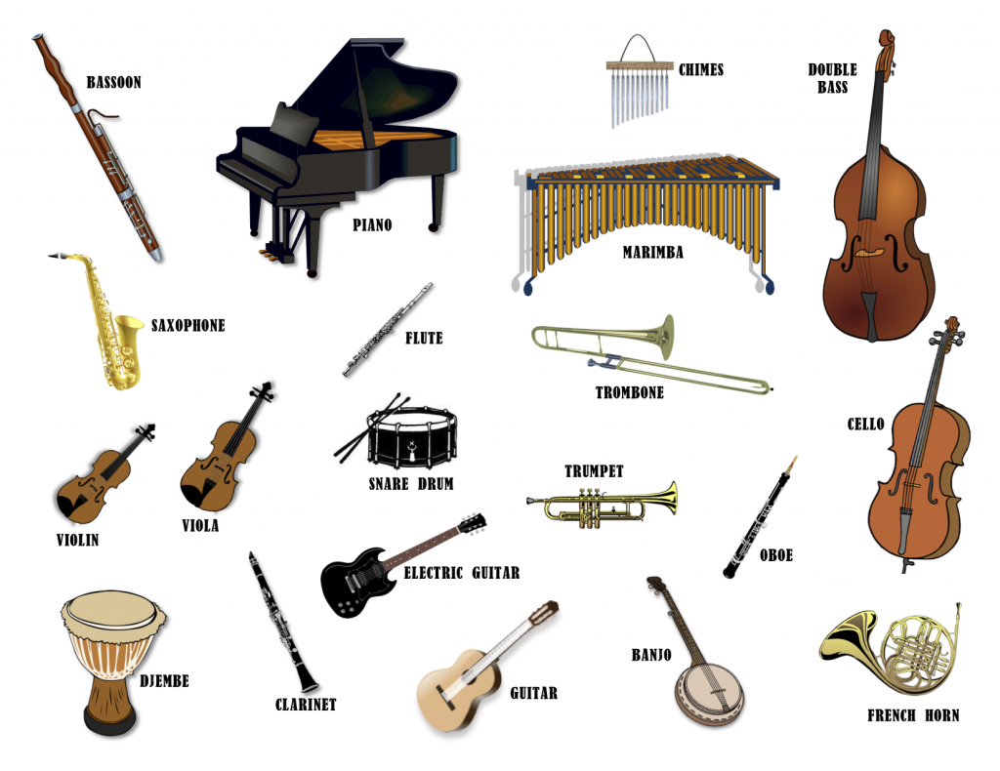 BASSOON
PIANO
CHIMES
DOUBLE
BASS
MARIMBA
SAXOPHONE
FLUTE
TROMBONE
CELLO
SNARE DRUM
TRUMPET
VIOLIN
VIOLA
ELECTRIC GUITAR
OBOE
DJEMBE
CLARINET
GUITAR
BANJO
FRENCH HORN